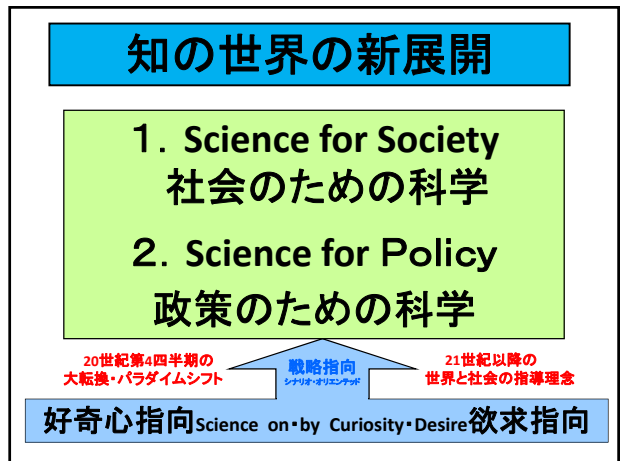 知の世界の新展開
1. Science for Society
社会のための科学
2. Science for Policy
政策のための科学
20世紀第4四半期の
大転換・パラダイムシフト
戦略指向
シナリオ・オリエンテッド
21世紀以降の
世界と社会の指導理念
好奇心指向Science on・by Curiosity・Desire欲求指向